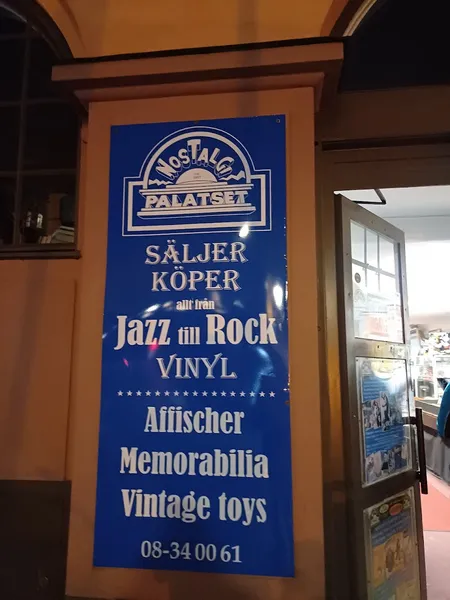 NOSTALGI
PALATSET
SÄLJER
KÖPER
allt från
Jazz till Rock
VINYL
Affischer
Memorabilia
Vintage toys
08-34 00 61